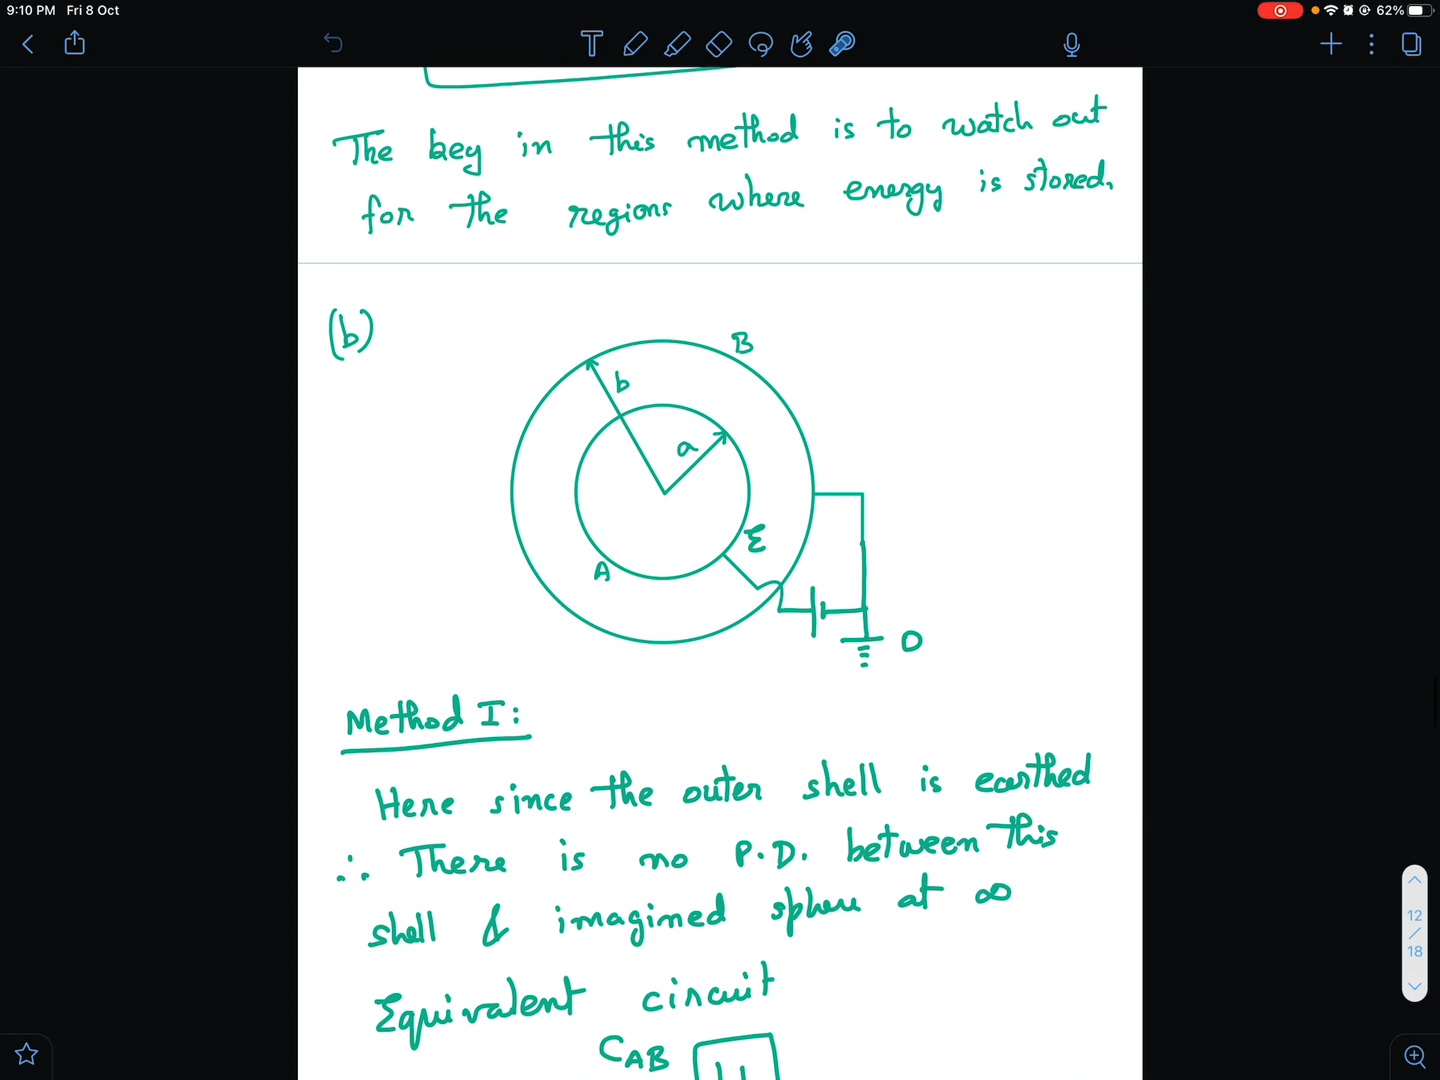 9:10 PM Fri 8 Oct
62%
The key in this method is to watch out
for the regions where energy is stored.
(b)
B
b
a
E
A
0
Method I:
Here since the outer shell is earthed
∴ There is no P.D. between this
shell & imagined sphere at ∞
Equivalent circuit
CAB
12
/
18